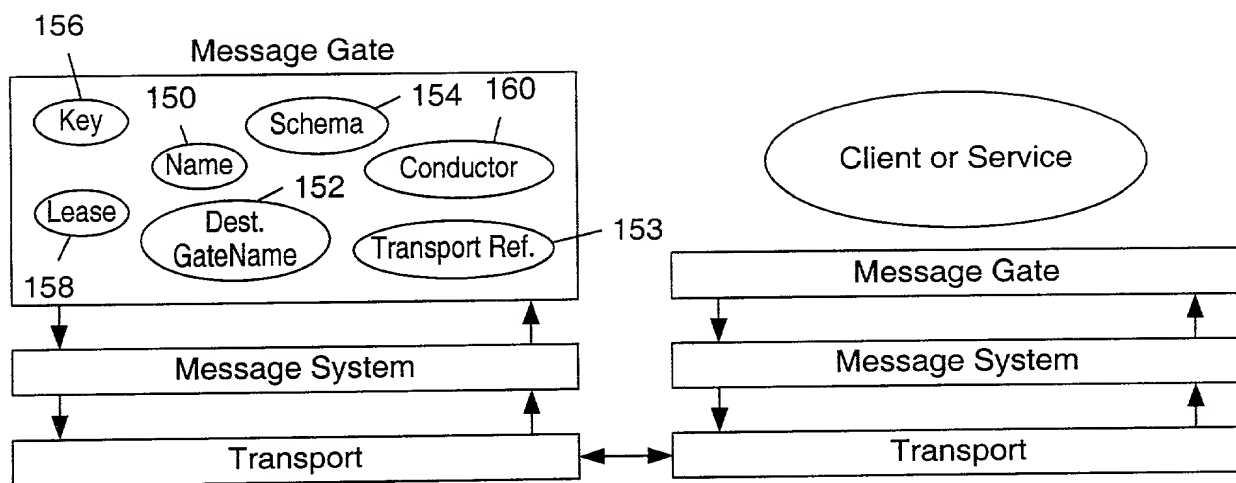 156
Message Gate
150
154
160
Key
Schema
Name
Conductor
Client or Service
152
Lease
Dest.
GateName
Transport Ref.
153
158
Message Gate
Message System
Message System
Transport
Transport